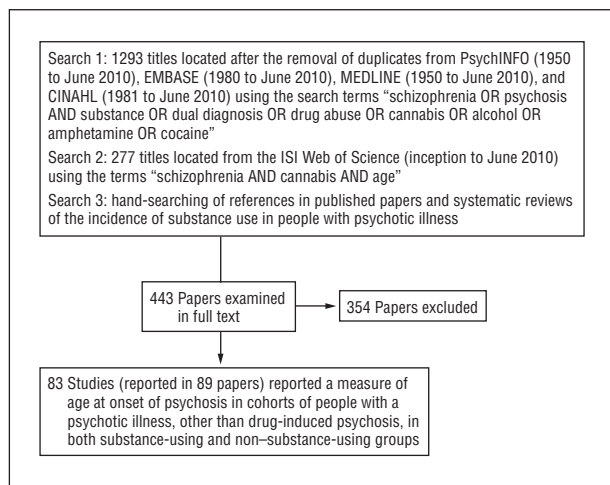 Search 1: 1293 titles located after the removal of duplicates from PsychINFO (1950
to June 2010), EMBASE (1980 to June 2010), MEDLINE (1950 to June 2010), and
CINAHL (1981 to June 2010) using the search terms “schizophrenia OR psychosis
AND substance OR dual diagnosis OR drug abuse OR cannabis OR alcohol OR
amphetamine OR cocaine”
Search 2: 277 titles located from the ISI Web of Science (inception to June 2010)
using the terms “schizophrenia AND cannabis AND age”
Search 3: hand-searching of references in published papers and systematic reviews
of the incidence of substance use in people with psychotic illness
443 Papers examined
in full text
354 Papers excluded
83 Studies (reported in 89 papers) reported a measure of
age at onset of psychosis in cohorts of people with a
psychotic illness, other than drug-induced psychosis, in
both substance-using and non–substance-using groups